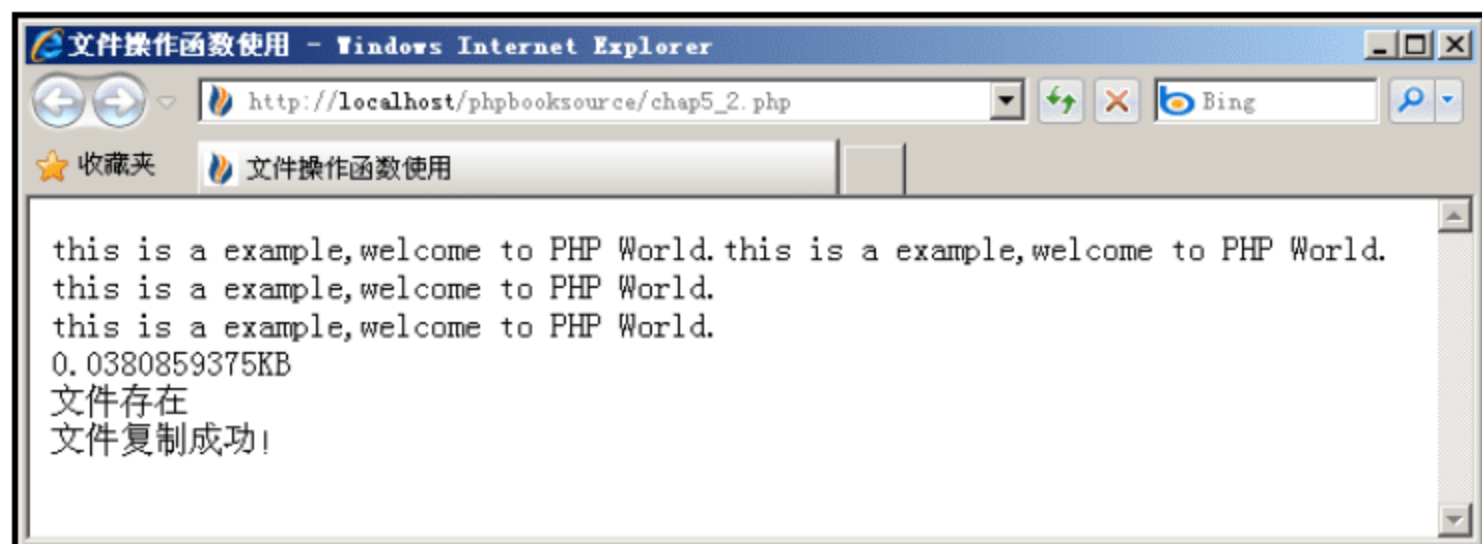 文件操作函数使用 - Windows Internet Explorer
http://localhost/phpbooksource/chap5_2.php
Bing
收藏夹
文件操作函数使用
this is a example,welcome to PHP World.this is a example,welcome to PHP World.
this is a example,welcome to PHP World.
this is a example,welcome to PHP World.
0.0380859375KB
文件存在
文件复制成功!